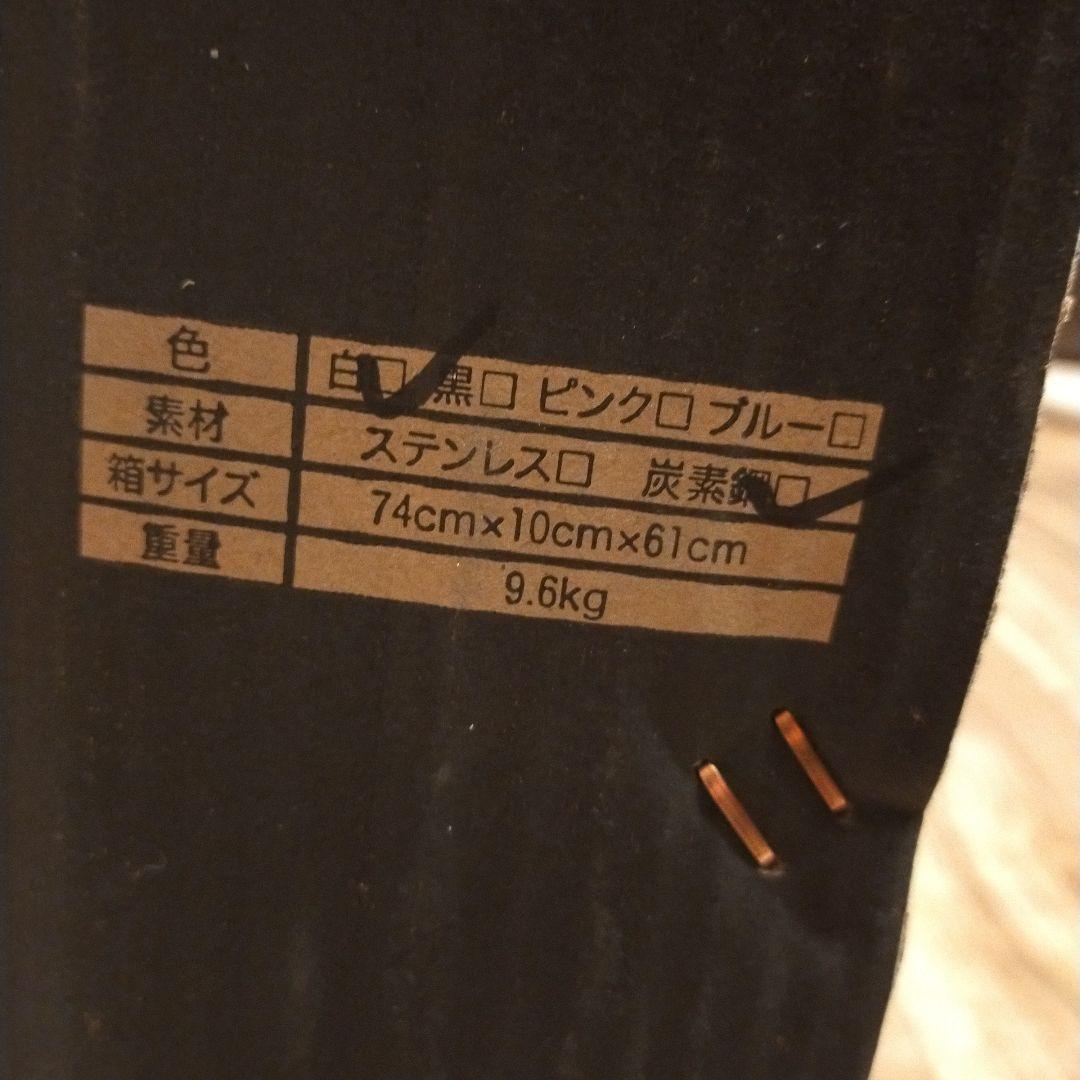 色 白□ 黒□ ピンク□ ブルー□
素材 ステンレス□ 炭素鋼□
箱サイズ 74cm×10cm×61cm
重量 9.6kg